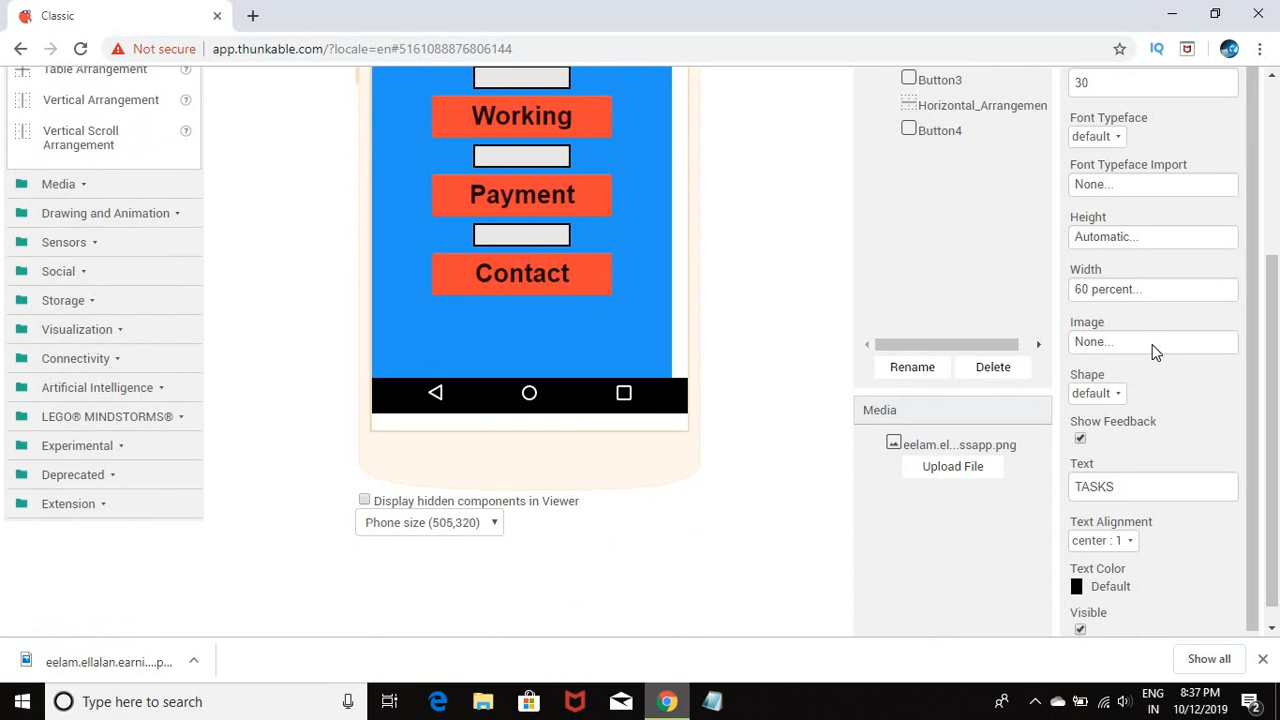 Classic
Not secure
app.thunkable.com/?locale=en#5161088876806144
IQ
Table Arrangement
Vertical Arrangement
Vertical Scroll
Arrangement
Media
Drawing and Animation
Sensors
Social
Storage
Visualization
Connectivity
Artificial Intelligence
LEGO® MINDSTORMS®
Experimental
Deprecated
Extension
Working
Payment
Contact
Display hidden components in Viewer
Phone size (505,320)
Button3
Horizontal_Arrangemen
Button4
Rename
Delete
Media
eelam.el...ssapp.png
Upload File
30
Font Typeface
default
Font Typeface Import
None...
Height
Automatic...
Width
60 percent...
Image
None...
Shape
default
Show Feedback
Text
TASKS
Text Alignment
center : 1
Text Color
Default
Visible
eelam.ellalan.earni....p...
Show all
Type here to search
ENG
IN
8:37 PM
10/12/2019
2